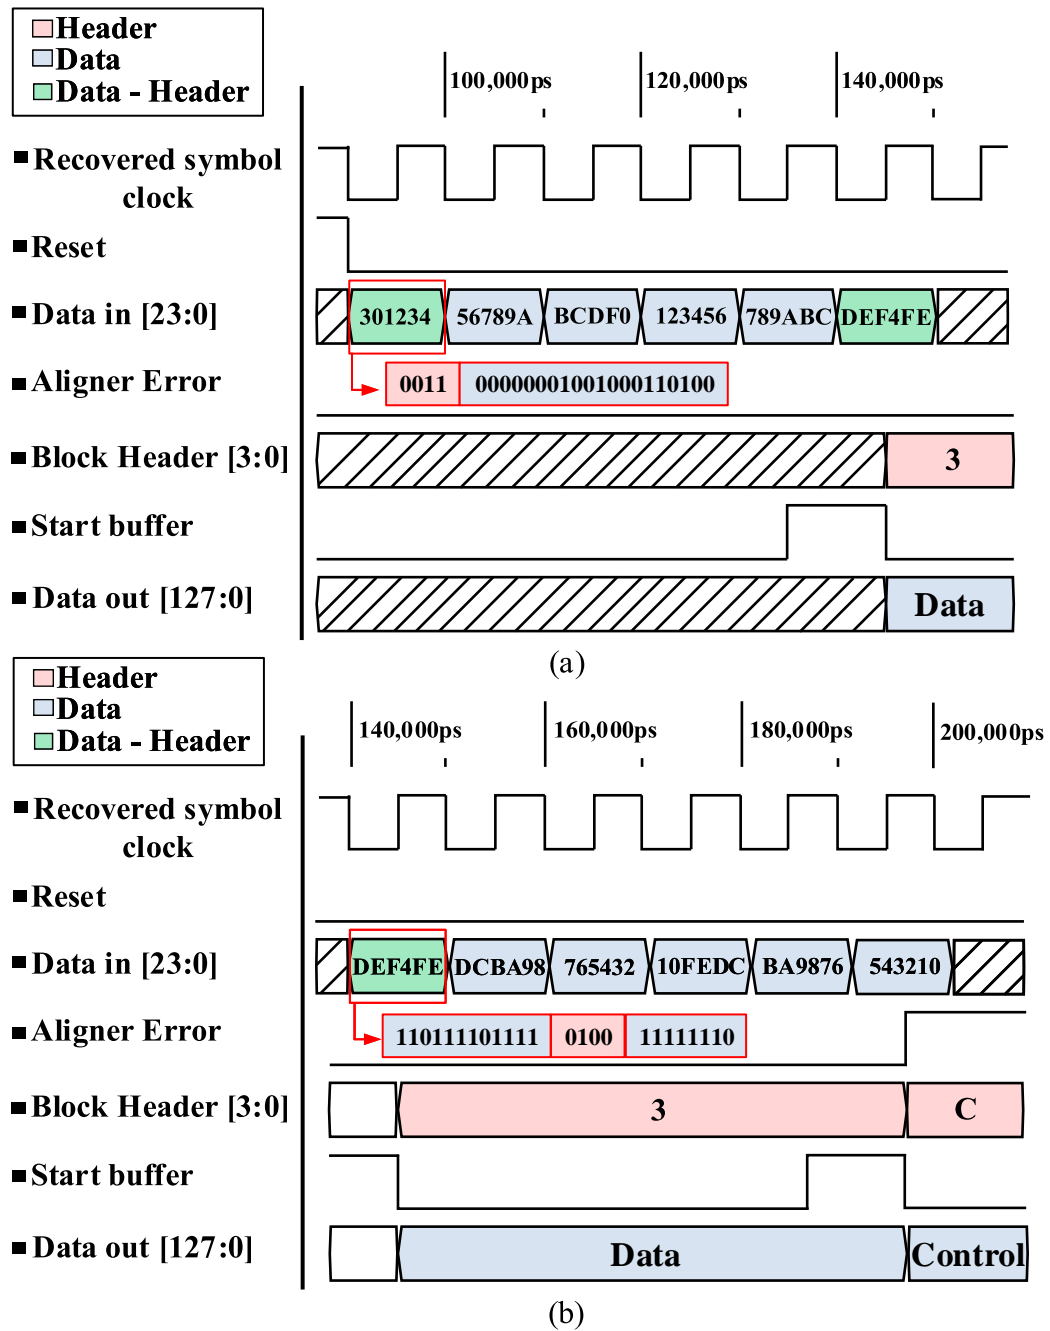 Header
Data
Data - Header
100,000ps
120,000ps
140,000ps
Recovered symbol
clock
Reset
Data in [23:0]
301234
56789A
BCDF0
123456
789ABC
DEF4FE
Aligner Error
0011
00000001001000110100
Block Header [3:0]
3
Start buffer
Data out [127:0]
Data
(a)
Header
Data
Data - Header
140,000ps
160,000ps
180,000ps
200,000ps
Recovered symbol
clock
Reset
Data in [23:0]
DEF4FE
DCBA98
765432
10FEDC
BA9876
543210
Aligner Error
110111101111
0100
11111110
Block Header [3:0]
3
C
Start buffer
Data out [127:0]
Data
Control
(b)